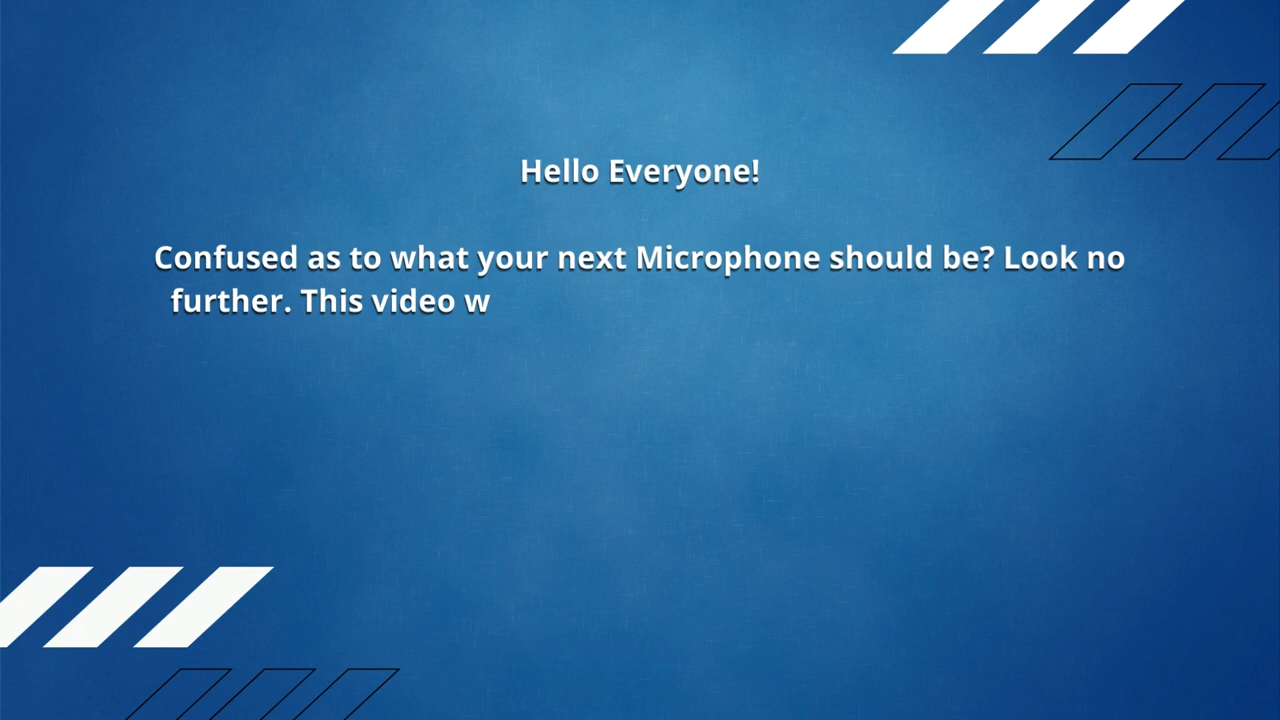 Hello Everyone!
Confused as to what your next Microphone should be? Look no
further. This video w